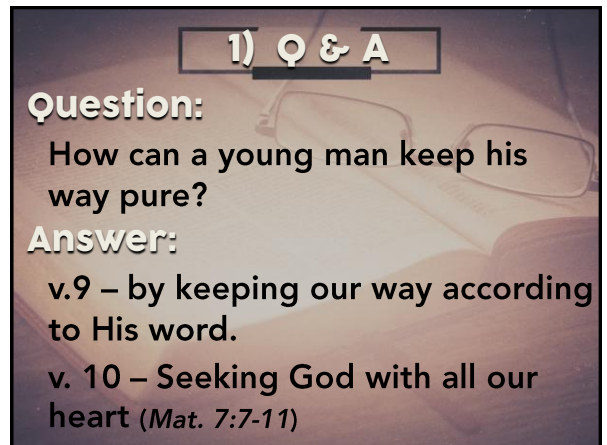 1) Q & A
Question:
How can a young man keep his
way pure?
Answer:
v.9 – by keeping our way according
to His word.
v. 10 – Seeking God with all our
heart (Mat. 7:7-11)